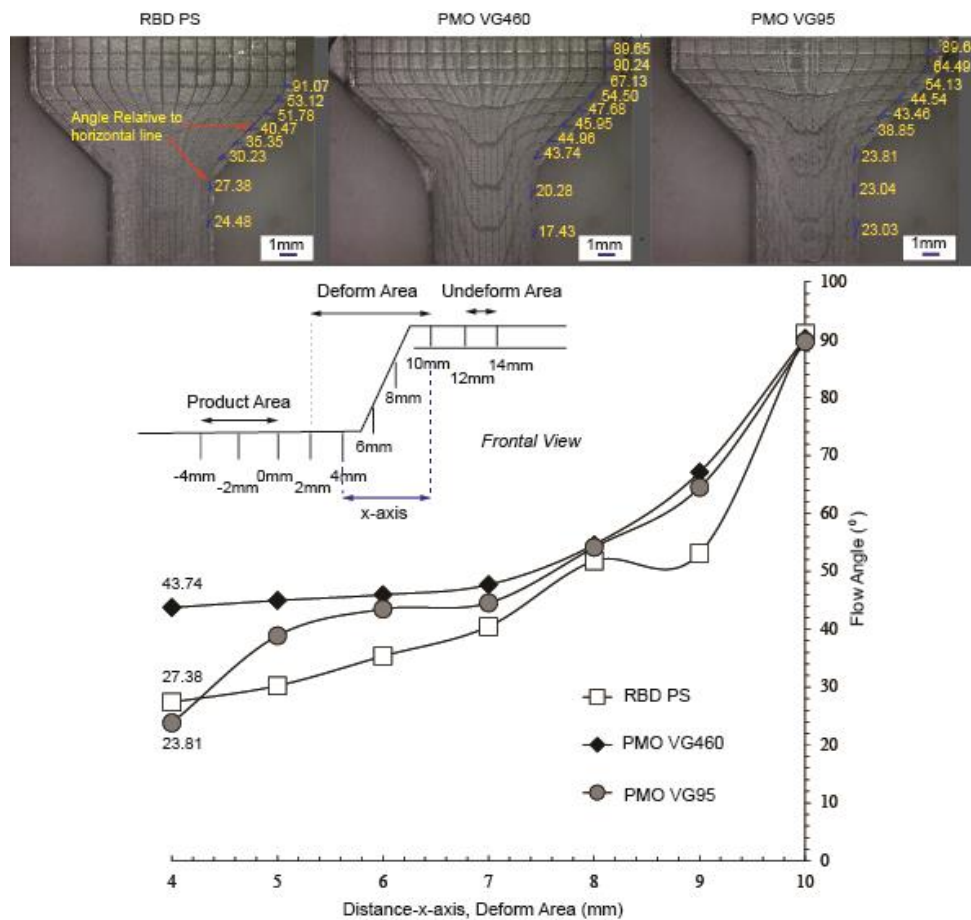 RBD PS
PMO VG460
PMO VG95
91.07
53.12
51.78
40.47
35.35
30.23
27.38
24.48
Angle Relative to
horizontal line
1mm
89.65
90.24
67.13
54.50
47.68
45.95
44.96
43.74
20.28
17.43
1mm
89.6
64.49
54.13
44.54
43.46
38.85
23.81
23.04
23.03
1mm
Deform Area
Undeform Area
10mm
14mm
12mm
8mm
Product Area
6mm
Frontal View
-4mm
0mm
4mm
-2mm
2mm
x-axis
43.74
27.38
23.81
RBD PS
PMO VG460
PMO VG95
100
90
80
70
60
50
40
30
20
10
0
Flow Angle (°)
4 5 6 7 8 9 10
Distance-x-axis, Deform Area (mm)